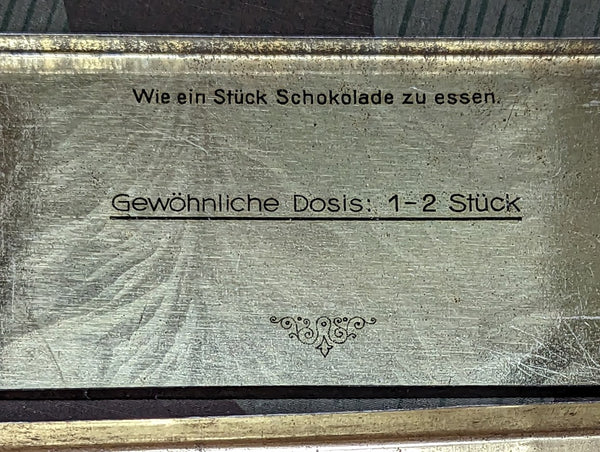 Wie ein Stück Schokolade zu essen.
Gewöhnliche Dosis: 1-2 Stück